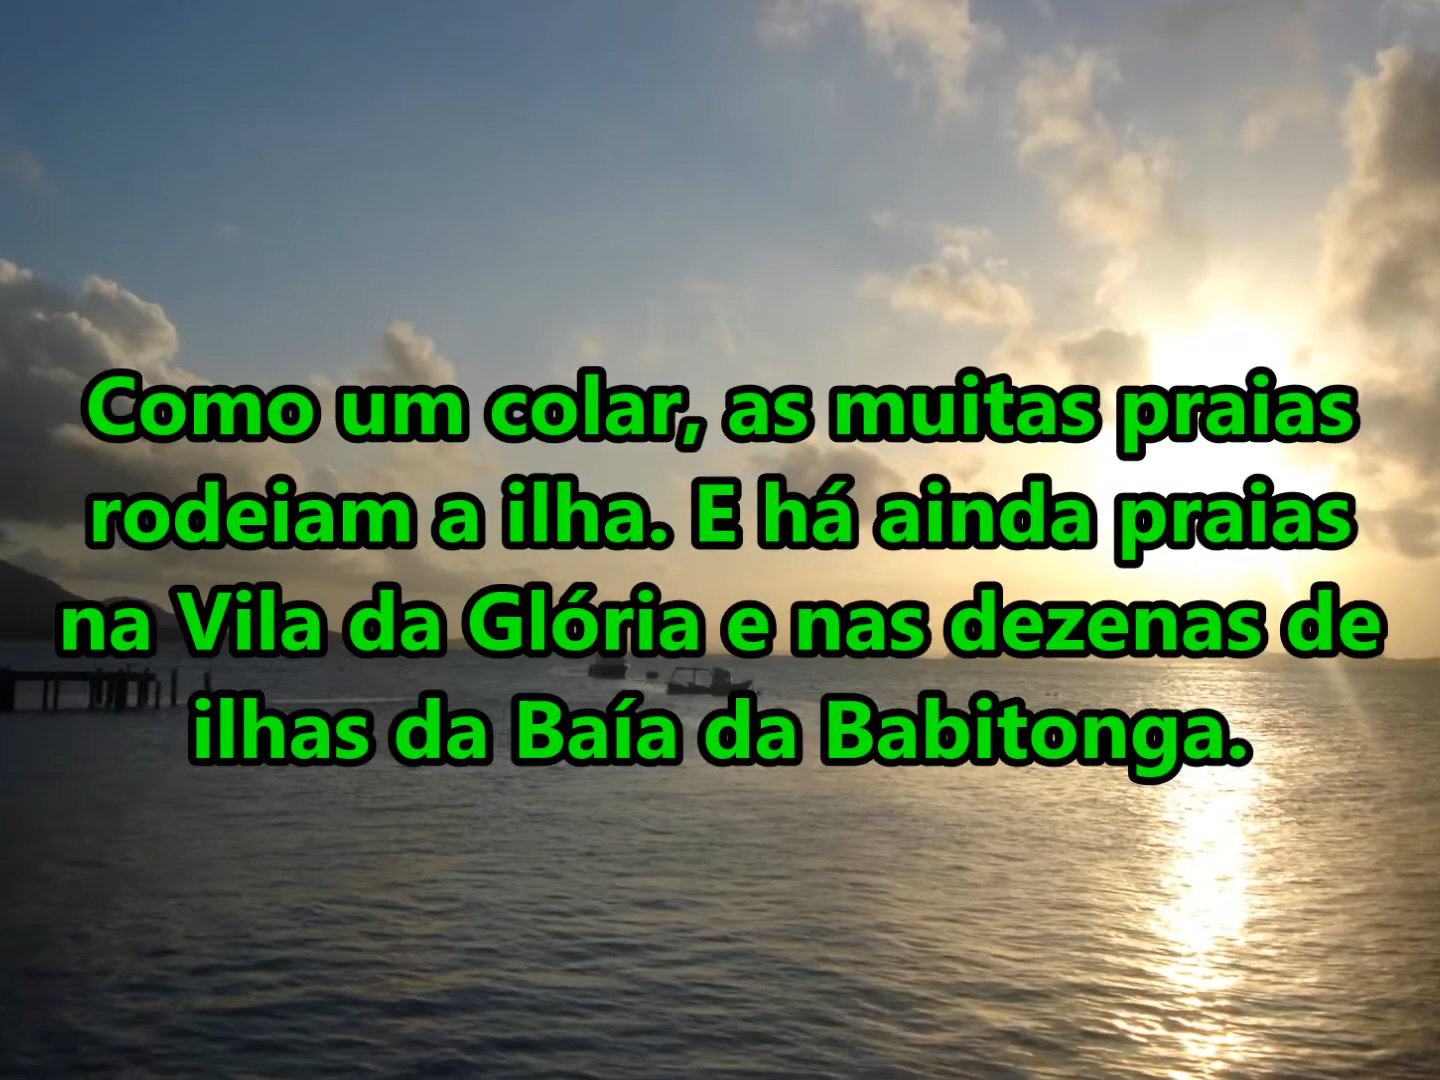 Como um colar, as muitas praias
rodeiam a ilha. E há ainda praias
na Vila da Glória e nas dezenas de
ilhas da Baía da Babitonga.